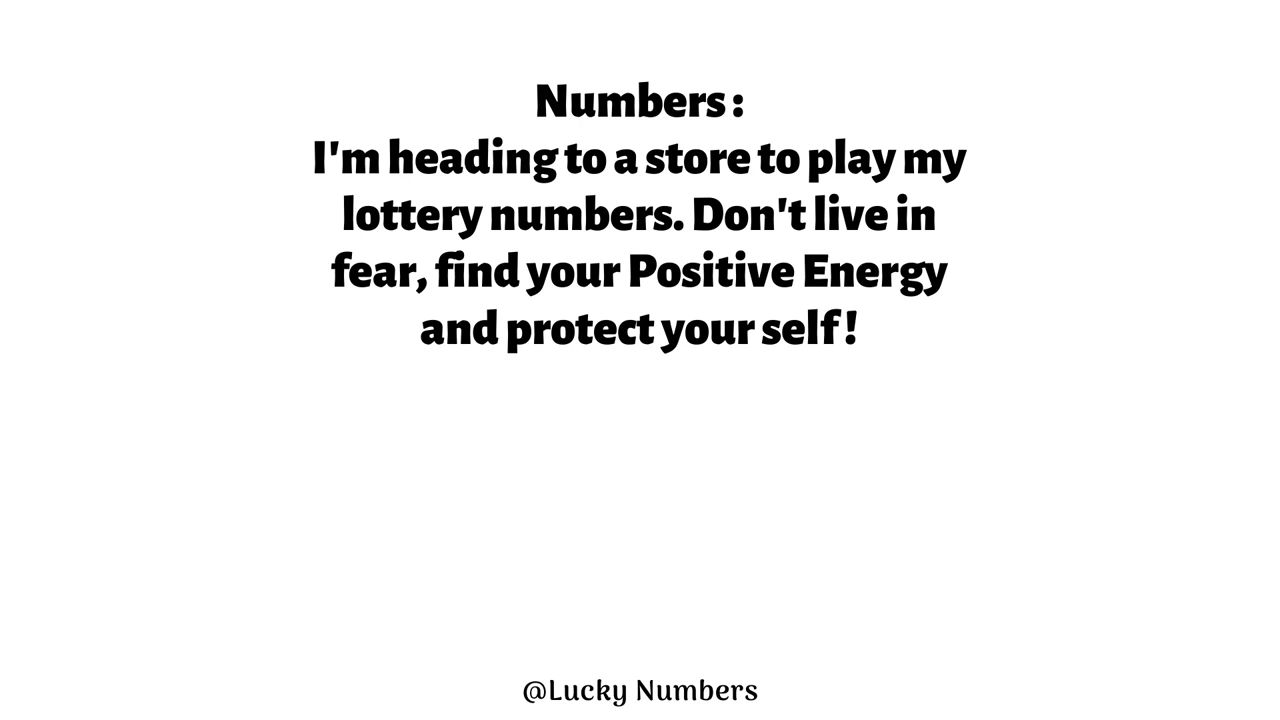 Numbers :
I'm heading to a store to play my
lottery numbers. Don't live in
fear, find your Positive Energy
and protect your self !
@Lucky Numbers